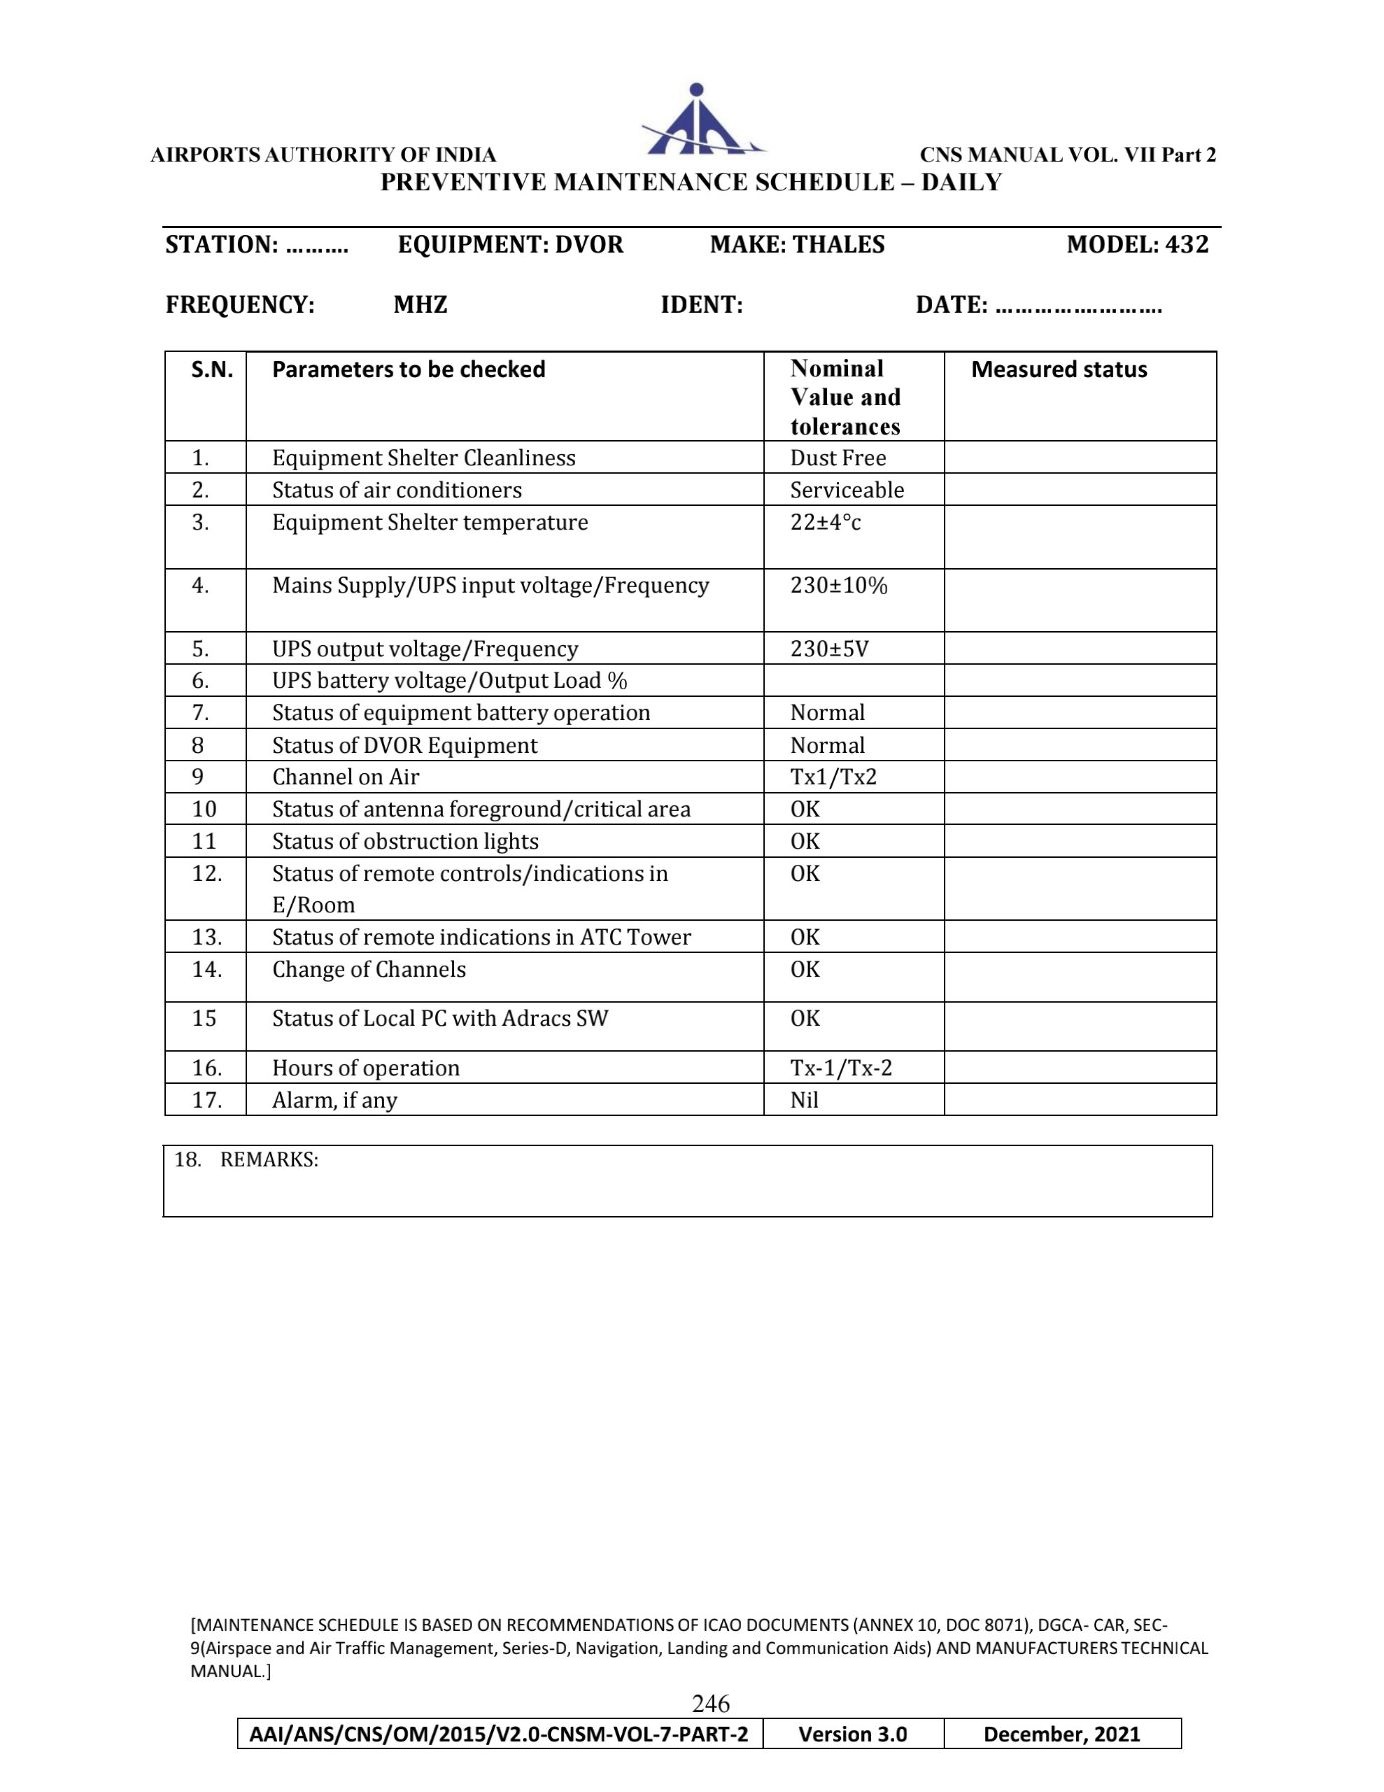 AIRPORTS AUTHORITY OF INDIA CNS MANUAL VOL. VII Part 2
PREVENTIVE MAINTENANCE SCHEDULE – DAILY
STATION: ………. EQUIPMENT: DVOR MAKE: THALES MODEL: 432
FREQUENCY: MHZ IDENT: DATE: ……………………..
S.N. Parameters to be checked Nominal Value and tolerances Measured status
1. Equipment Shelter Cleanliness Dust Free
2. Status of air conditioners Serviceable
3. Equipment Shelter temperature 22±4°c
4. Mains Supply/UPS input voltage/Frequency 230±10%
5. UPS output voltage/Frequency 230±5V
6. UPS battery voltage/Output Load %
7. Status of equipment battery operation Normal
8 Status of DVOR Equipment Normal
9 Channel on Air Tx1/Tx2
10 Status of antenna foreground/critical area OK
11 Status of obstruction lights OK
12. Status of remote controls/indications in OK
E/Room
13. Status of remote indications in ATC Tower OK
14. Change of Channels OK
15 Status of Local PC with Adracs SW OK
16. Hours of operation Tx-1/Tx-2
17. Alarm, if any Nil
18. REMARKS:
[MAINTENANCE SCHEDULE IS BASED ON RECOMMENDATIONS OF ICAO DOCUMENTS (ANNEX 10, DOC 8071), DGCA- CAR, SEC-
9(Airspace and Air Traffic Management, Series-D, Navigation, Landing and Communication Aids) AND MANUFACTURERS TECHNICAL
MANUAL.]
246
AAI/ANS/CNS/OM/2015/V2.0-CNSM-VOL-7-PART-2 Version 3.0 December, 2021